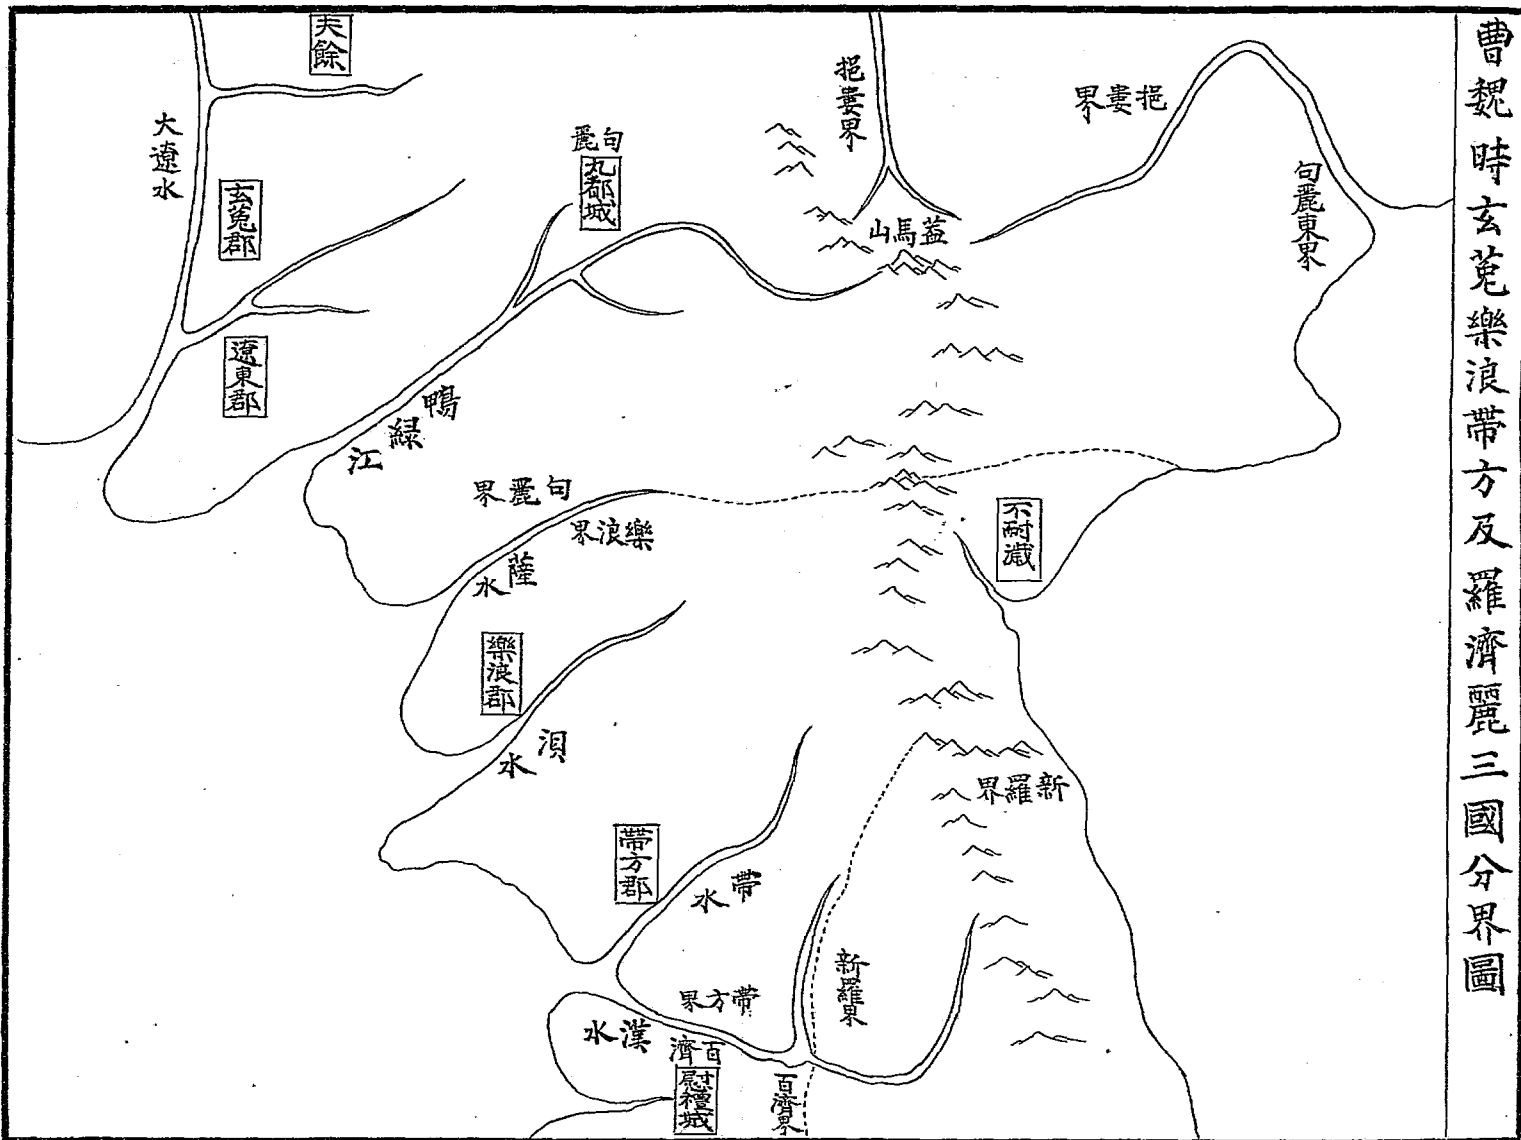 曹魏時玄菟樂浪帶方及羅濟麗三國分界圖
挹婁界
句麗東界
挹婁界
蓋馬山
句麗
丸都城
夫餘
大遼水
玄菟郡
遼東郡
鴨綠江
句麗界
樂浪界
薩水
不耐濊
樂浪郡
浿水
新羅界
帶方郡
帶水
新羅界
帶方界
漢水
百濟
慰禮城
百濟界